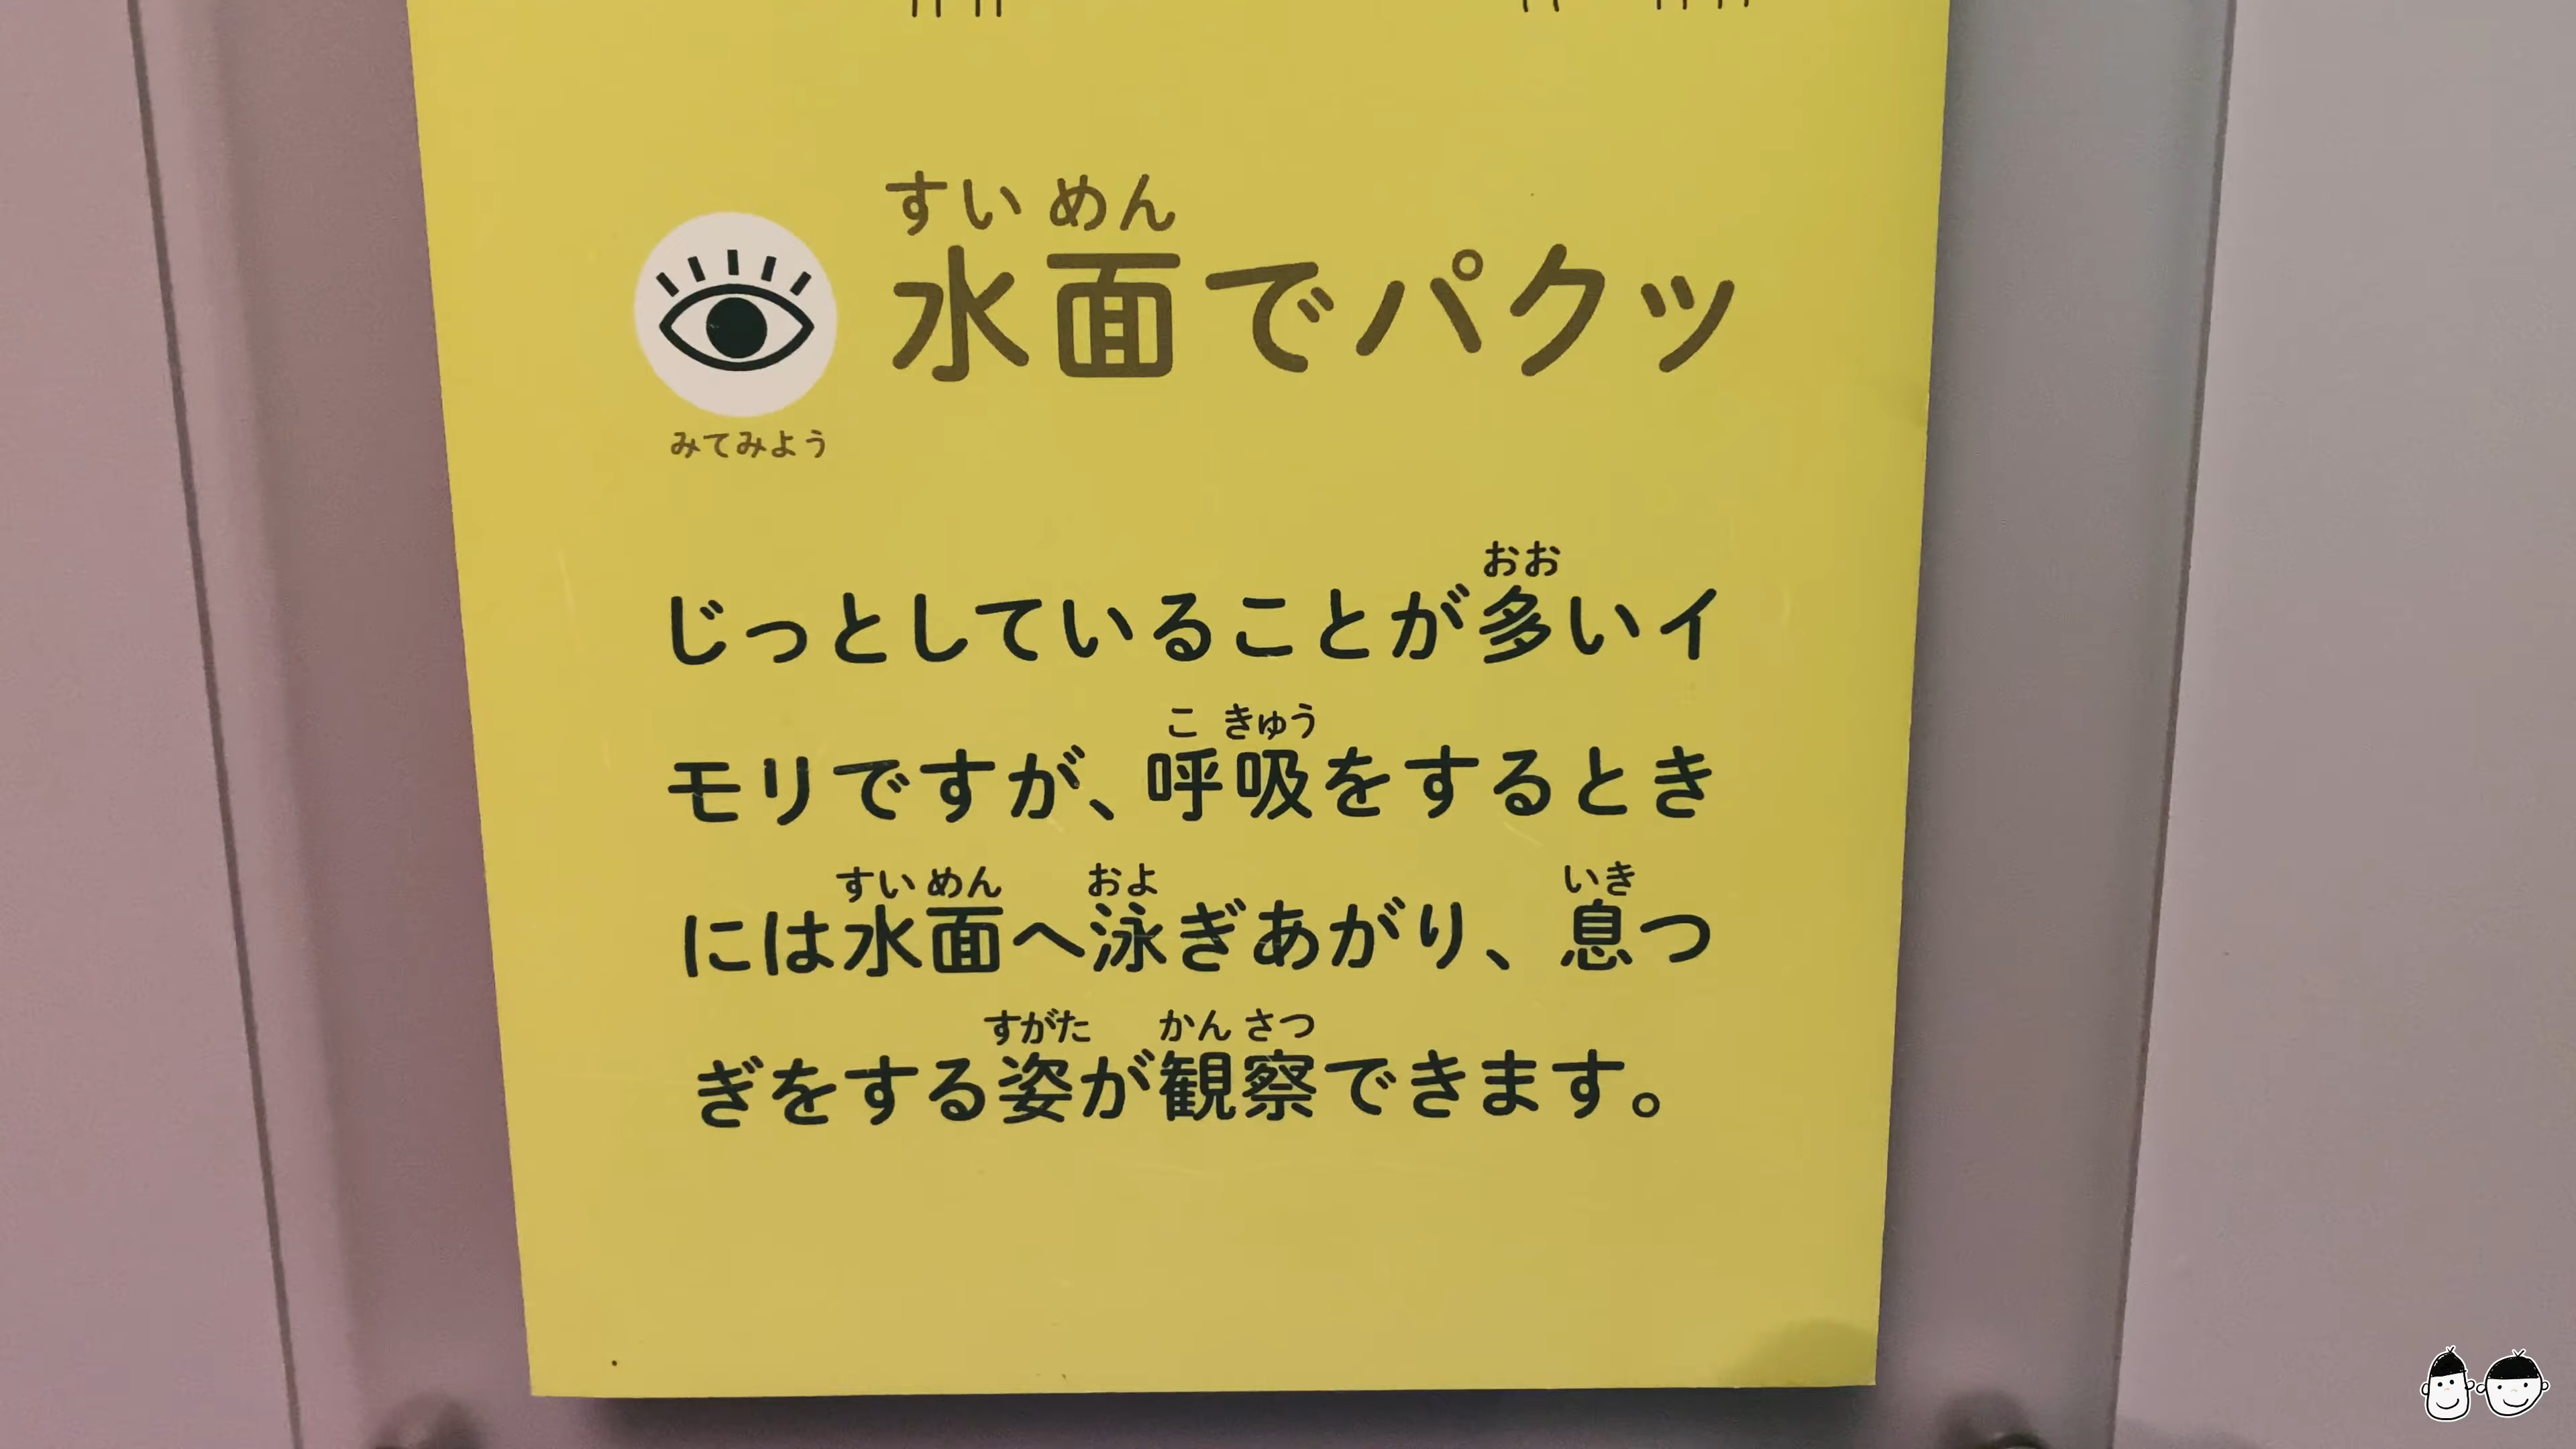 すいめん
水面でパクッ
みてみよう
おお
じっとしていることが多いイ
こきゅう
モリですが、呼吸をするとき
すいめん およ いき
には水面へ泳ぎあがり、息つ
すがた かんさつ
ぎをする姿が観察できます。